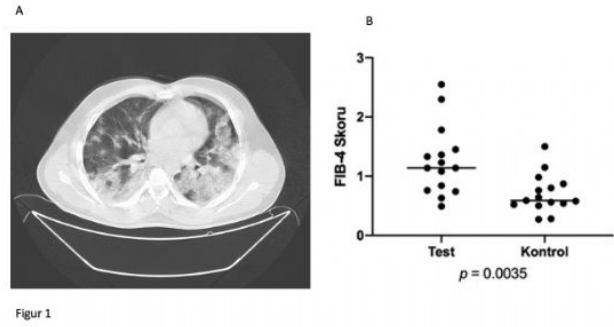 A
B
FIB-4 Skoru
3
2
1
0
Test Kontrol
p = 0.0035
Figur 1